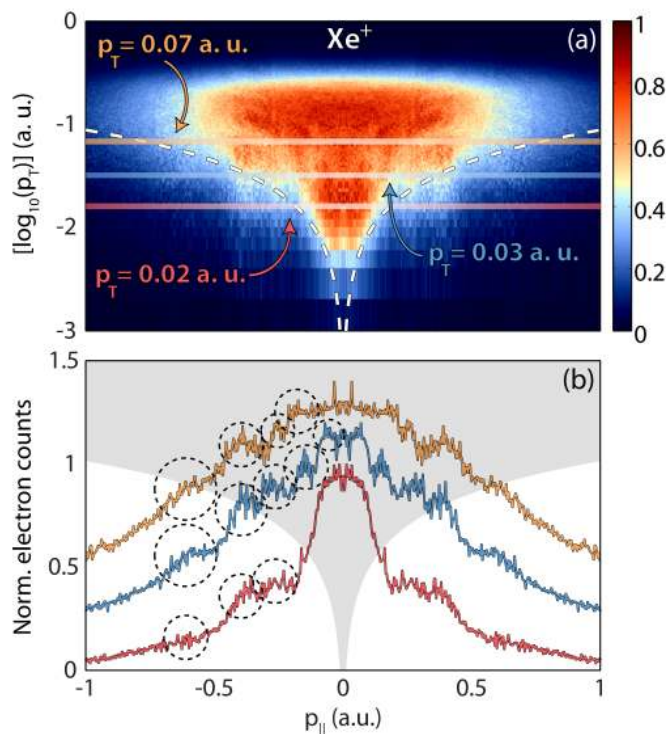 0
Xe⁺
(a)
1
p_T = 0.07 a. u.
0.8
-1
[log₁₀(p_T)] (a. u.)
0.6
-2
0.4
p_T = 0.03 a. u.
p_T = 0.02 a. u.
0.2
-3
0
1.5
(b)
1
Norm. electron counts
0.5
0
-1
-0.5
0
0.5
1
p_|| (a.u.)